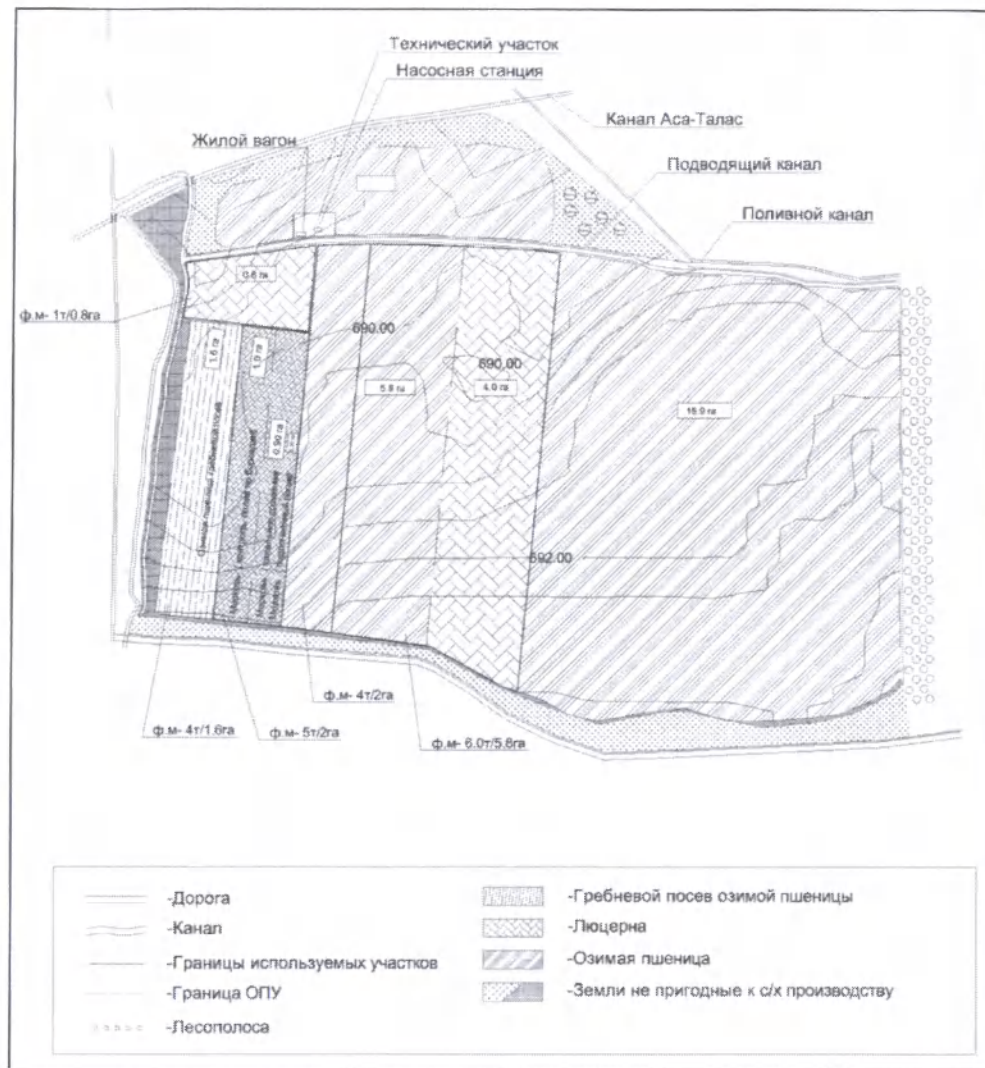 Технический участок
Насосная станция
Канал Аса-Талас
Жилой вагон
Подводящий канал
Поливной канал
0.8 га
ф.м- 1т/0.8га
1.6 га
1.0 га
0.90 га
690.00
690.00
5.8 га
4.0 га
692.00
ф.м- 4т/2га
ф.м- 4т/1.6га
ф.м- 5т/2га
ф.м- 6.0т/5.8га
-Дорога
-Канал
-Границы используемых участков
-Граница ОПУ
-Лесополоса
-Гребневой посев озимой пшеницы
-Люцерна
-Озимая пшеница
-Земли не пригодные к с/х производству